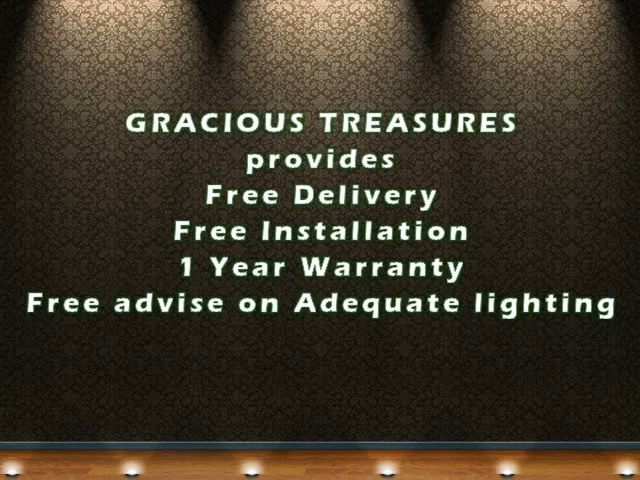 GRACIOUS TREASURES
provides
Free Delivery
Free Installation
1 Year Warranty
Free advise on Adequate lighting